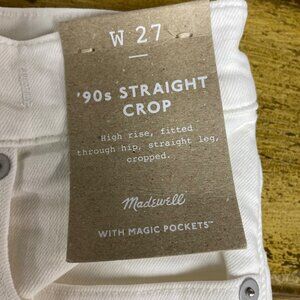 W 27
'90s STRAIGHT
CROP
High rise, fitted
through hip, straight leg,
cropped.
Madewell
WITH MAGIC POCKETS™